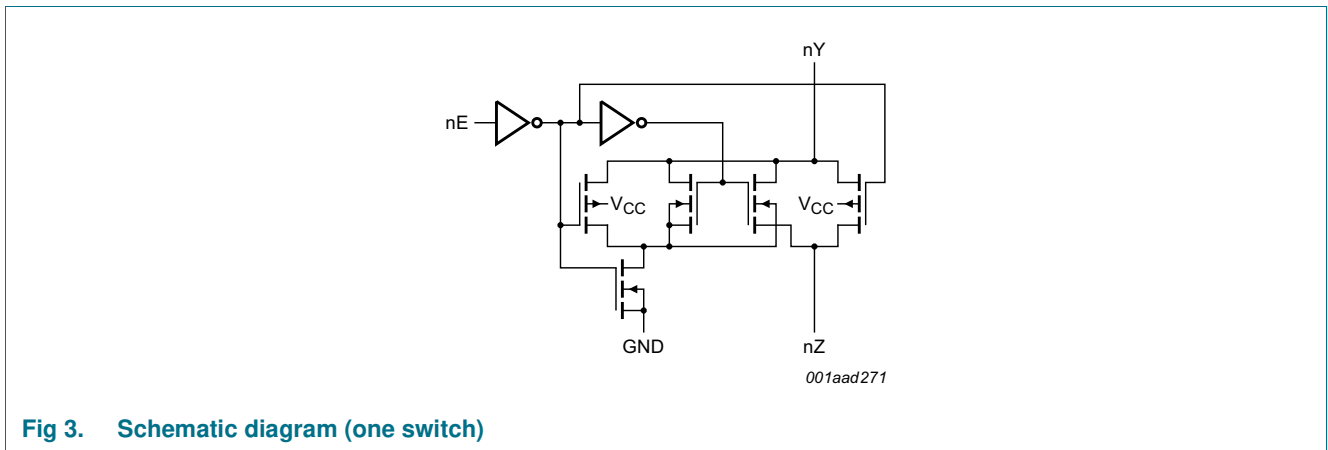 nY
nE
VCC
VCC
GND
nZ
001aad271
Fig 3. Schematic diagram (one switch)